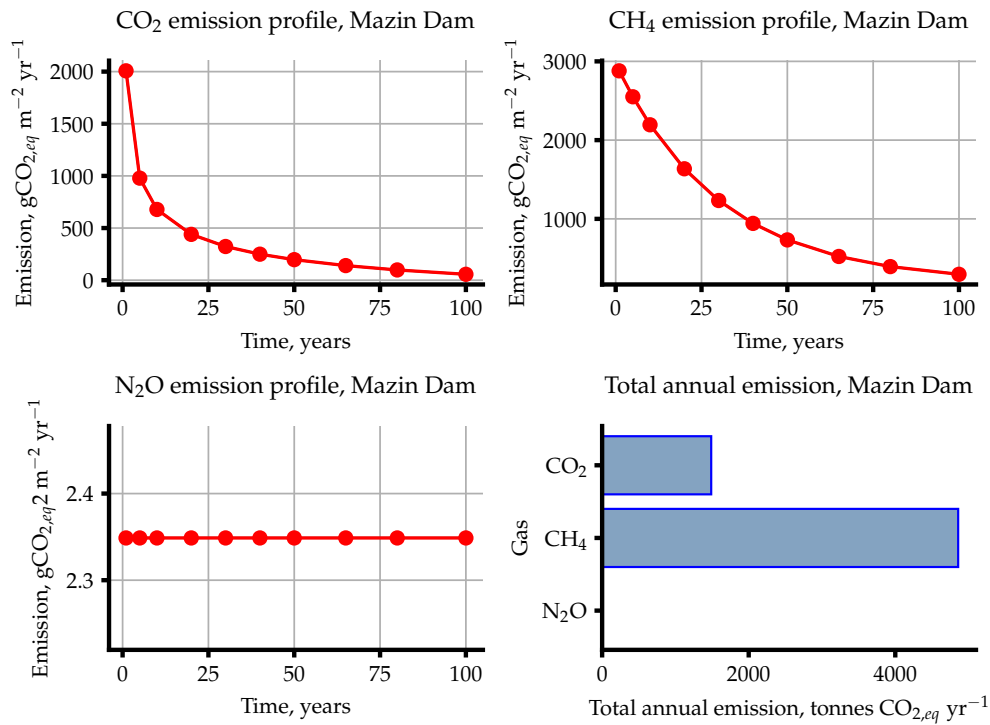 CO₂ emission profile, Mazin Dam
Emission, gCO₂,eq m⁻² yr⁻¹
2000
1500
1000
500
0
0 25 50 75 100
Time, years
CH₄ emission profile, Mazin Dam
Emission, gCO₂,eq m⁻² yr⁻¹
3000
2000
1000
0 25 50 75 100
Time, years
N₂O emission profile, Mazin Dam
Emission, gCO₂,eq2 m⁻² yr⁻¹
2.4
2.3
0 25 50 75 100
Time, years
Total annual emission, Mazin Dam
Gas
CO₂
CH₄
N₂O
0 2000 4000
Total annual emission, tonnes CO₂,eq yr⁻¹